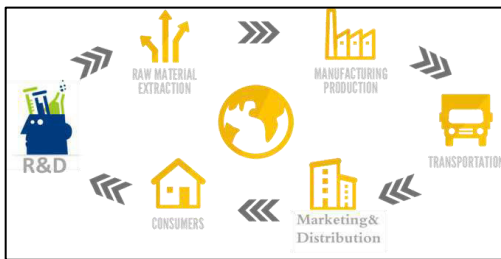 RAW MATERIAL
EXTRACTION
MANUFACTURING
PRODUCTION
R&D
TRANSPORTATION
CONSUMERS
Marketing&
Distribution